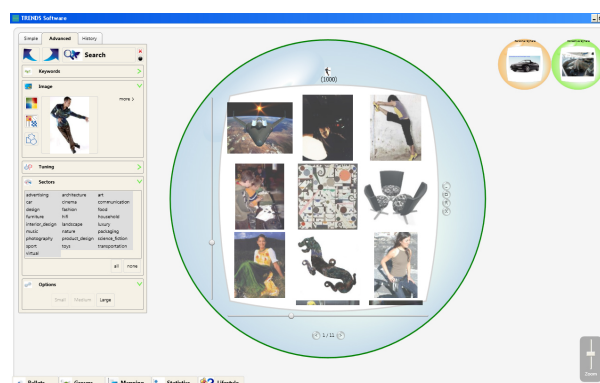 TRENDS Software
Simple Advanced History
Search
Keywords
Image
more >
Tuning
Sectors
advertising architecture art
car cinema communication
design fashion food
furniture hifi household
interior_design landscape luxury
music nature packaging
photography product_design science_fiction
sport toys transportation
virtual
all none
Options
Small Medium Large
(1000)
1 / 11
Zoom
Pallets Groups Mapping Statistics Lifestyle